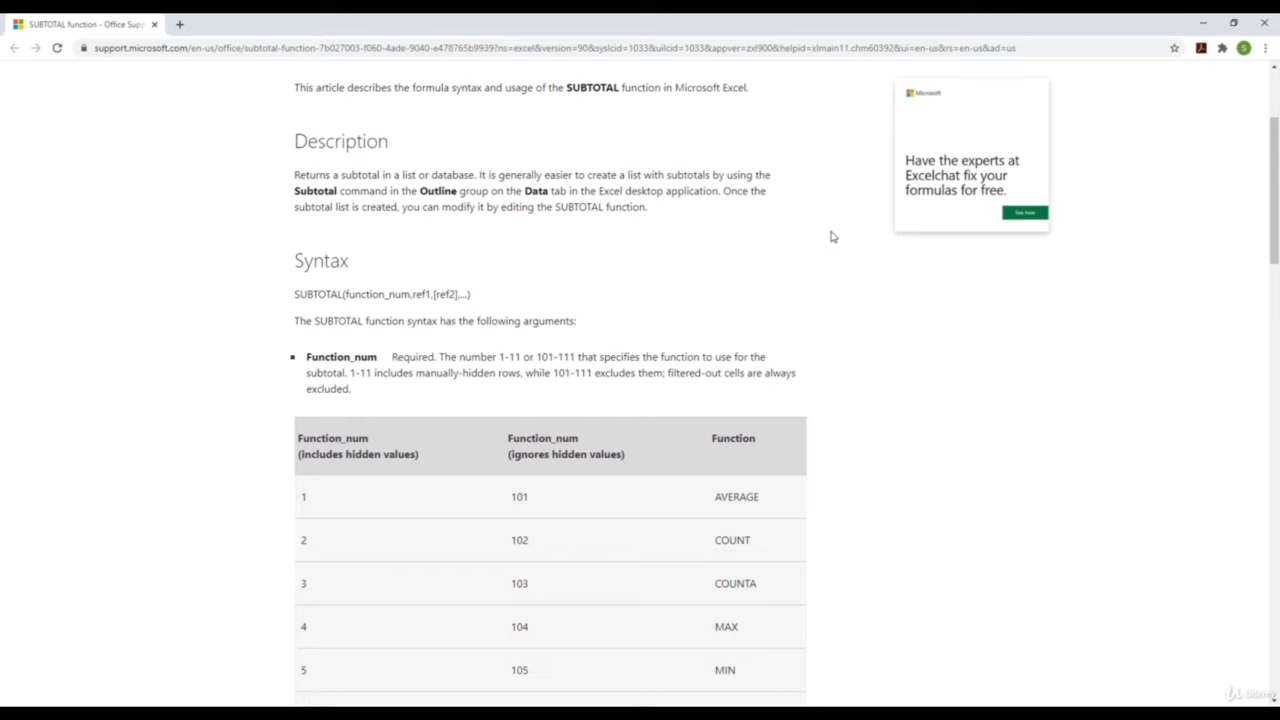 SUBTOTAL function - Office Supp
support.microsoft.com/en-us/office/subtotal-function-7b027003-f060-4ade-9040-e478765b9939?ns=excel&version=90&syslcid=1033&uilcid=1033&appver=zxl900&helpid=xlmain11.chm60392&ui=en-us&rs=en-us&ad=us
S
This article describes the formula syntax and usage of the SUBTOTAL function in Microsoft Excel.
Microsoft
Have the experts at
Excelchat fix your
formulas for free.
See how
Description
Returns a subtotal in a list or database. It is generally easier to create a list with subtotals by using the
Subtotal command in the Outline group on the Data tab in the Excel desktop application. Once the
subtotal list is created, you can modify it by editing the SUBTOTAL function.
Syntax
SUBTOTAL(function_num,ref1,[ref2],...)
The SUBTOTAL function syntax has the following arguments:
Function_num Required. The number 1-11 or 101-111 that specifies the function to use for the
subtotal. 1-11 includes manually-hidden rows, while 101-111 excludes them; filtered-out cells are always
excluded.
Function_num Function_num Function
(includes hidden values) (ignores hidden values)
1 101 AVERAGE
2 102 COUNT
3 103 COUNTA
4 104 MAX
5 105 MIN
Udemy